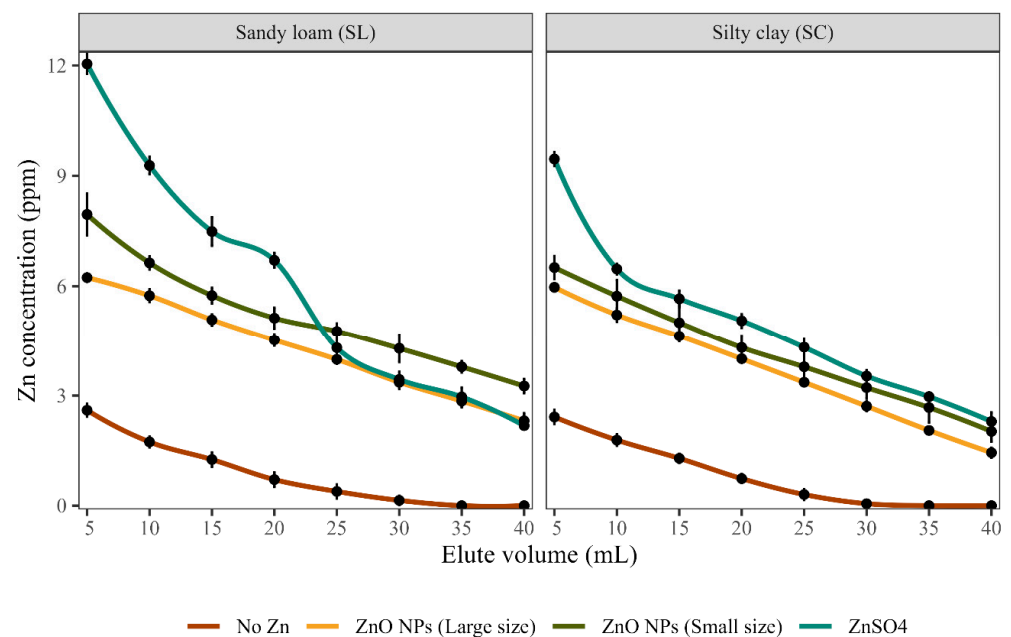 Sandy loam (SL) Silty clay (SC)
12
9
6
3
0
Zn concentration (ppm)
5 10 15 20 25 30 35 40 5 10 15 20 25 30 35 40
Elute volume (mL)
No Zn ZnO NPs (Large size) ZnO NPs (Small size) ZnSO4